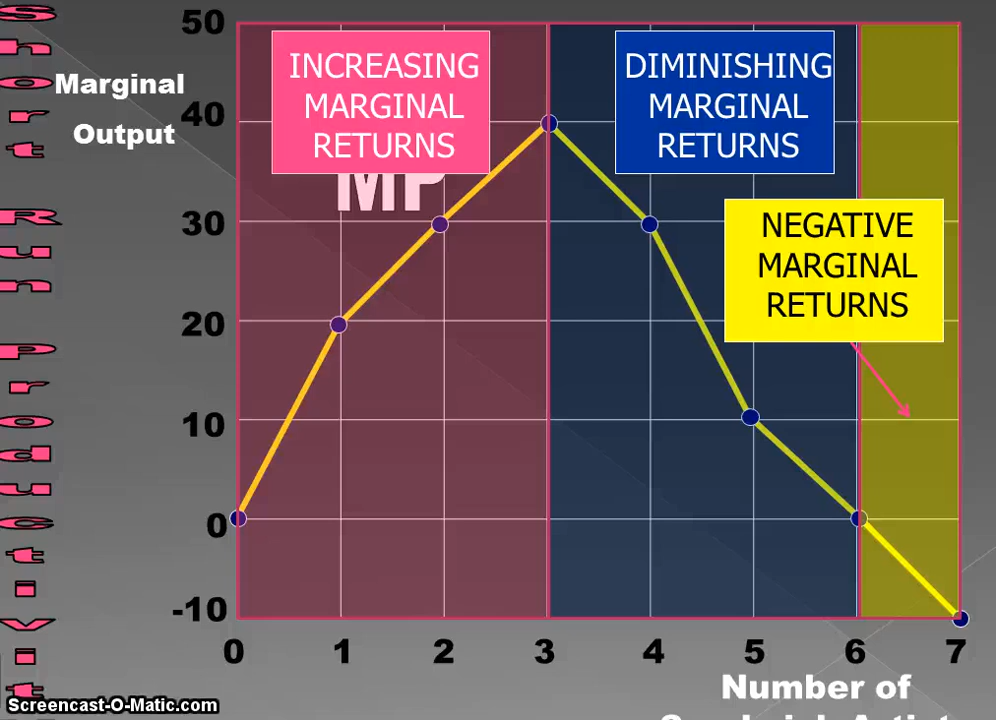 Short Run Productivit
50
Marginal
Output
40
30
20
10
0
-10
INCREASING
MARGINAL
RETURNS
MP
DIMINISHING
MARGINAL
RETURNS
NEGATIVE
MARGINAL
RETURNS
0 1 2 3 4 5 6 7
Number of
Screencast-O-Matic.com